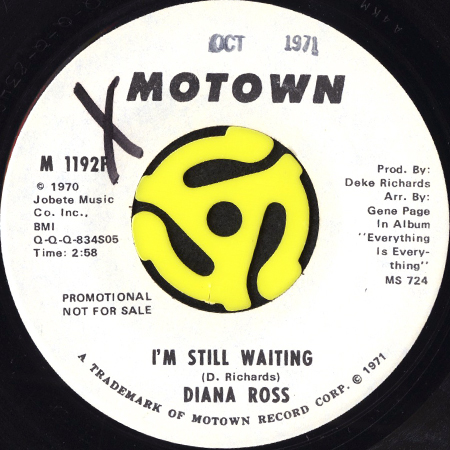 OCT 1971
MOTOWN
X
M 1192F
© 1970
Jobete Music
Co. Inc.,
BMI
Q-Q-Q-834S05
Time: 2:58
Prod. By:
Deke Richards
Arr. By:
Gene Page
In Album
"Everything
Is Every-
thing"
MS 724
PROMOTIONAL
NOT FOR SALE
I'M STILL WAITING
(D. Richards)
DIANA ROSS
A TRADEMARK OF MOTOWN RECORD CORP. © 1971